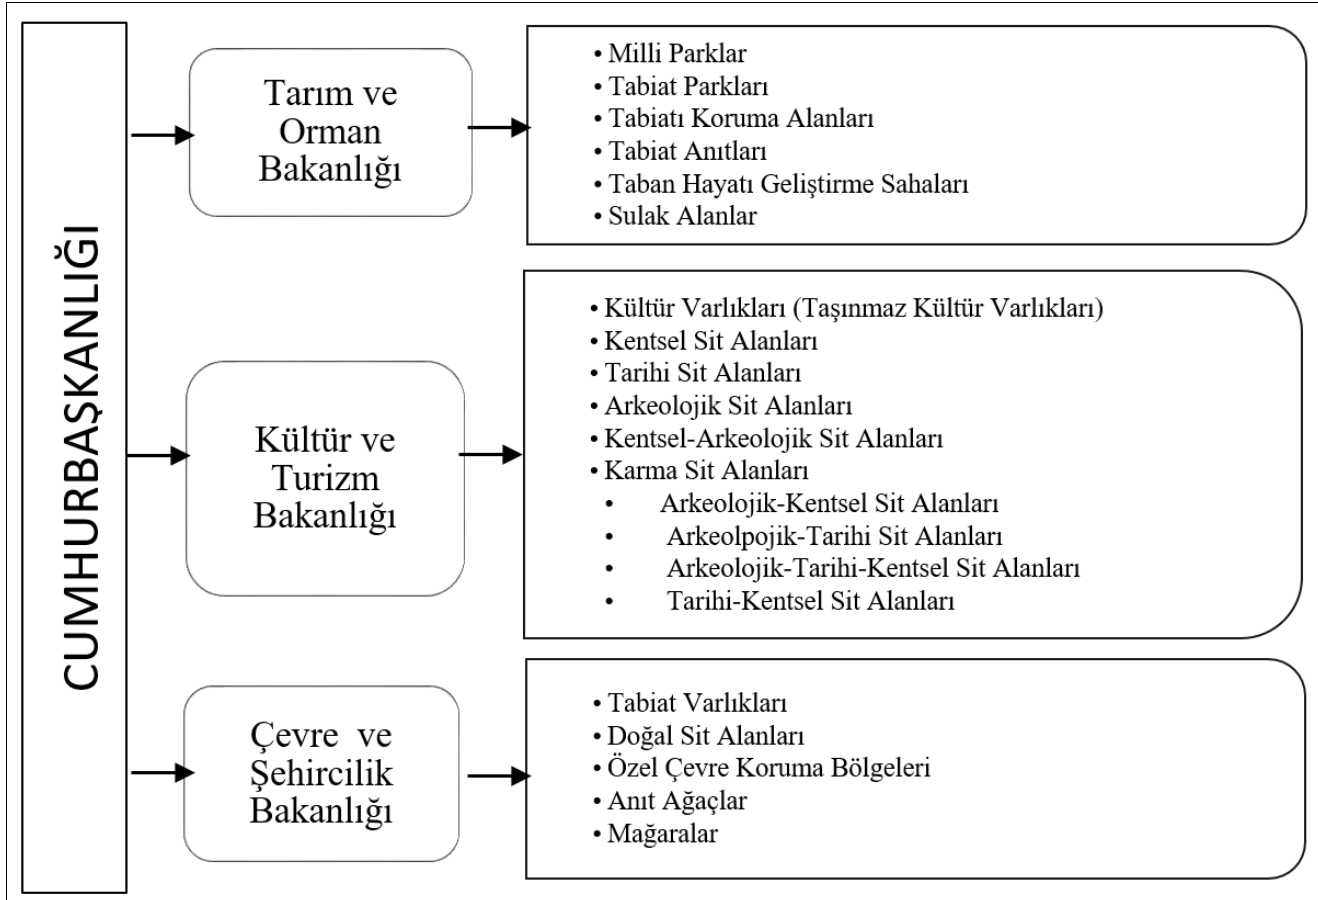 CUMHURBAŞKANLIĞI
Tarım ve
Orman
Bakanlığı
• Milli Parklar
• Tabiat Parkları
• Tabiatı Koruma Alanları
• Tabiat Anıtları
• Taban Hayatı Geliştirme Sahaları
• Sulak Alanlar
Kültür ve
Turizm
Bakanlığı
• Kültür Varlıkları (Taşınmaz Kültür Varlıkları)
• Kentsel Sit Alanları
• Tarihi Sit Alanları
• Arkeolojik Sit Alanları
• Kentsel-Arkeolojik Sit Alanları
• Karma Sit Alanları
• Arkeolojik-Kentsel Sit Alanları
• Arkeolpojik-Tarihi Sit Alanları
• Arkeolojik-Tarihi-Kentsel Sit Alanları
• Tarihi-Kentsel Sit Alanları
Çevre ve
Şehircilik
Bakanlığı
• Tabiat Varlıkları
• Doğal Sit Alanları
• Özel Çevre Koruma Bölgeleri
• Anıt Ağaçlar
• Mağaralar